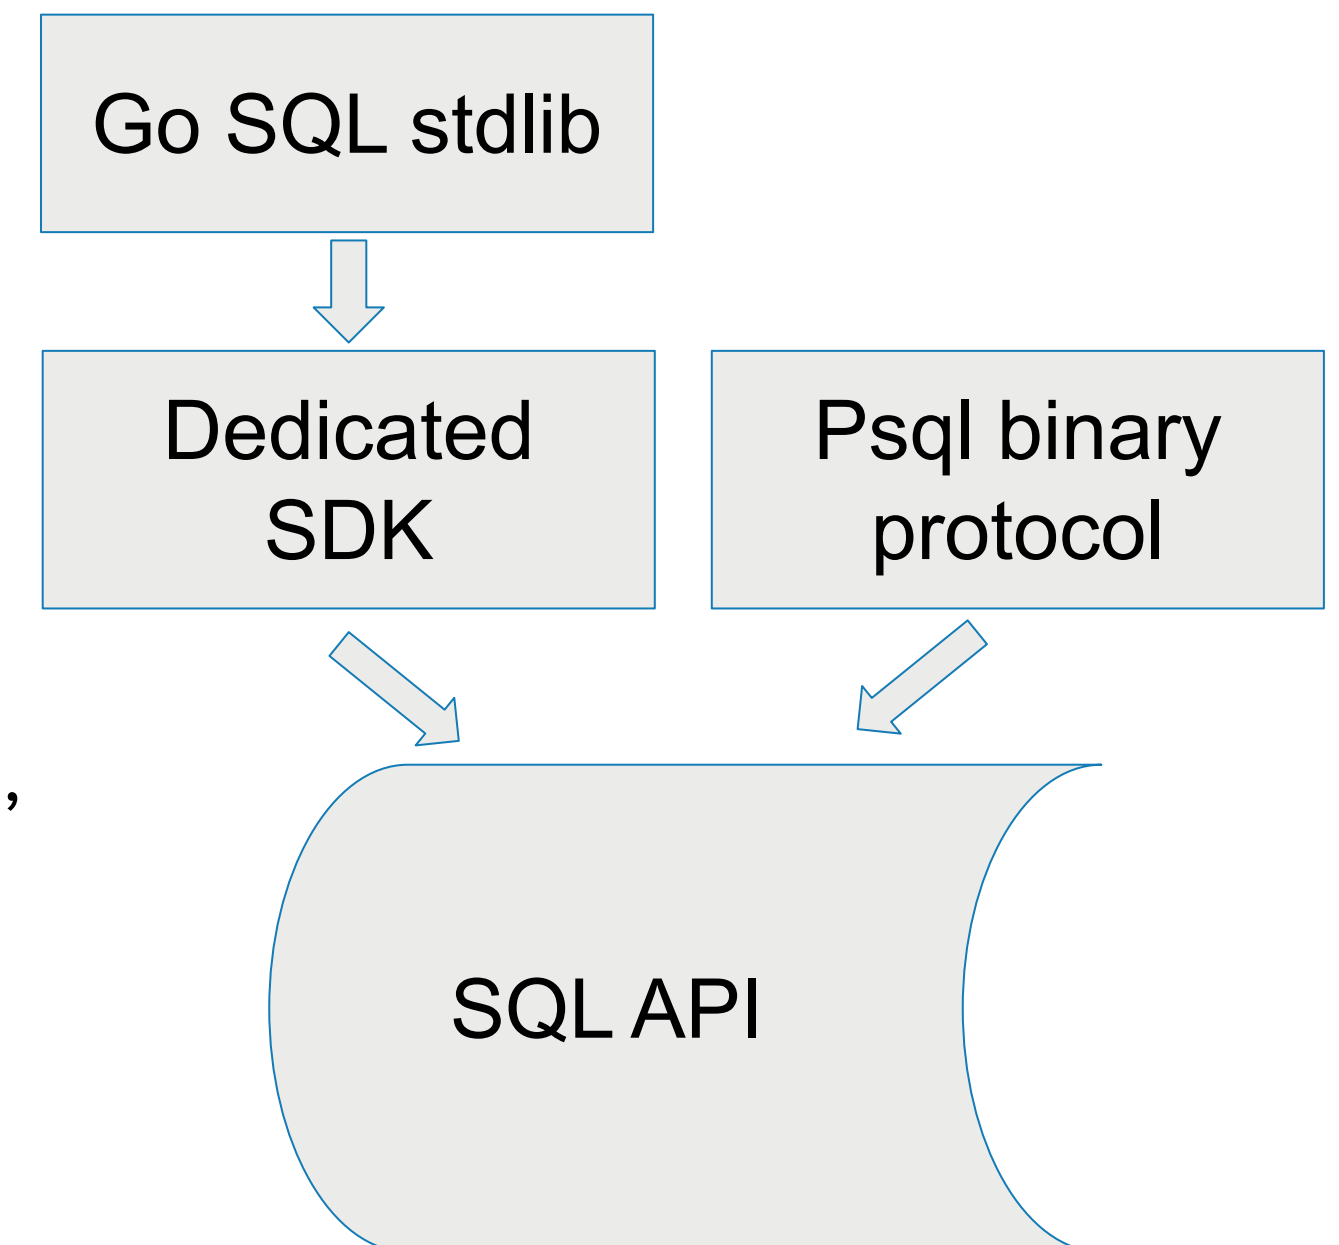 Go SQL stdlib
Dedicated
SDK
Psql binary
protocol
,
SQL API